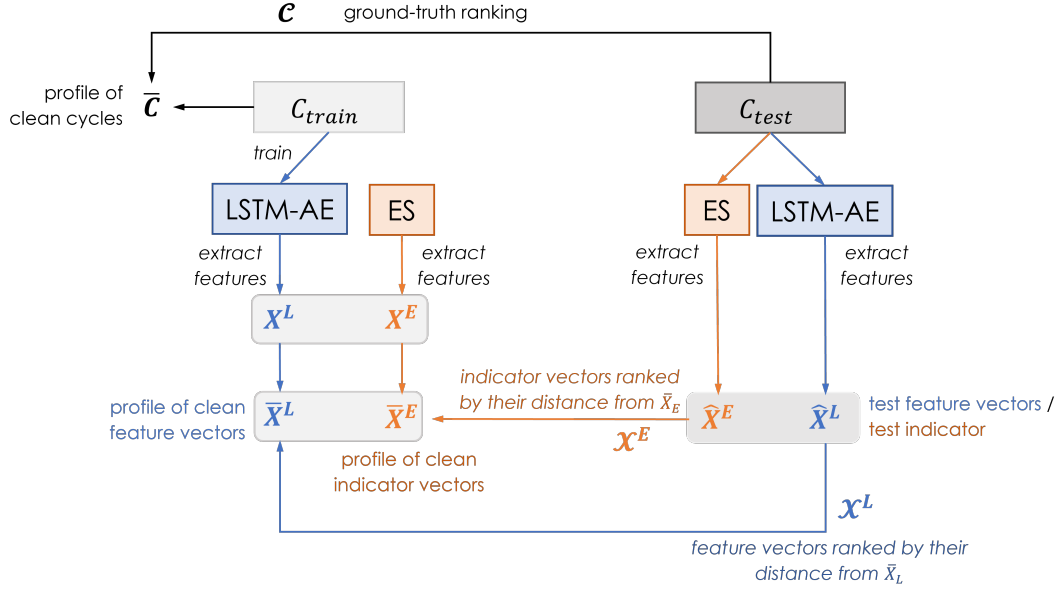 𝓒 ground-truth ranking
profile of
clean cycles
C̅
C_train
C_test
train
LSTM-AE
ES
ES
LSTM-AE
extract
features
extract
features
extract
features
extract
features
X^L
X^E
indicator vectors ranked
by their distance from X̅_E
profile of clean
feature vectors
X̅^L
X̅^E
X̂^E
X̂^L
test feature vectors /
test indicator
𝒳^E
profile of clean
indicator vectors
𝒳^L
feature vectors ranked by their
distance from X̅_L